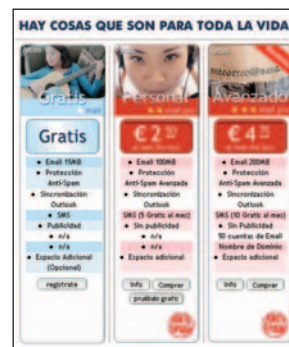 HAY COSAS QUE SON PARA TODA LA VIDA
Gratis
Gratis
Email 15MB
Protección
Anti-Spam
Sincronización
Outlook
SMS
Publicidad
n/a
n/a
Espacio Adicional
(Opcional)
registrate
Personal
€ 2
Email 100MB
Protección
Anti-Spam Avanzada
Sincronización
Outlook
SMS (5 Gratis al mes)
Sin publicidad
n/a
n/a
Espacio adicional
Info
Comprar
pruébalo gratis
Avanzado
€ 4
Email 200MB
Protección
Anti-Spam Avanzada
Sincronización
Outlook
SMS (10 Gratis al mes)
Sin Publicidad
50 cuentas de Email
Nombre de Dominio
Espacio adicional
Info
Comprar